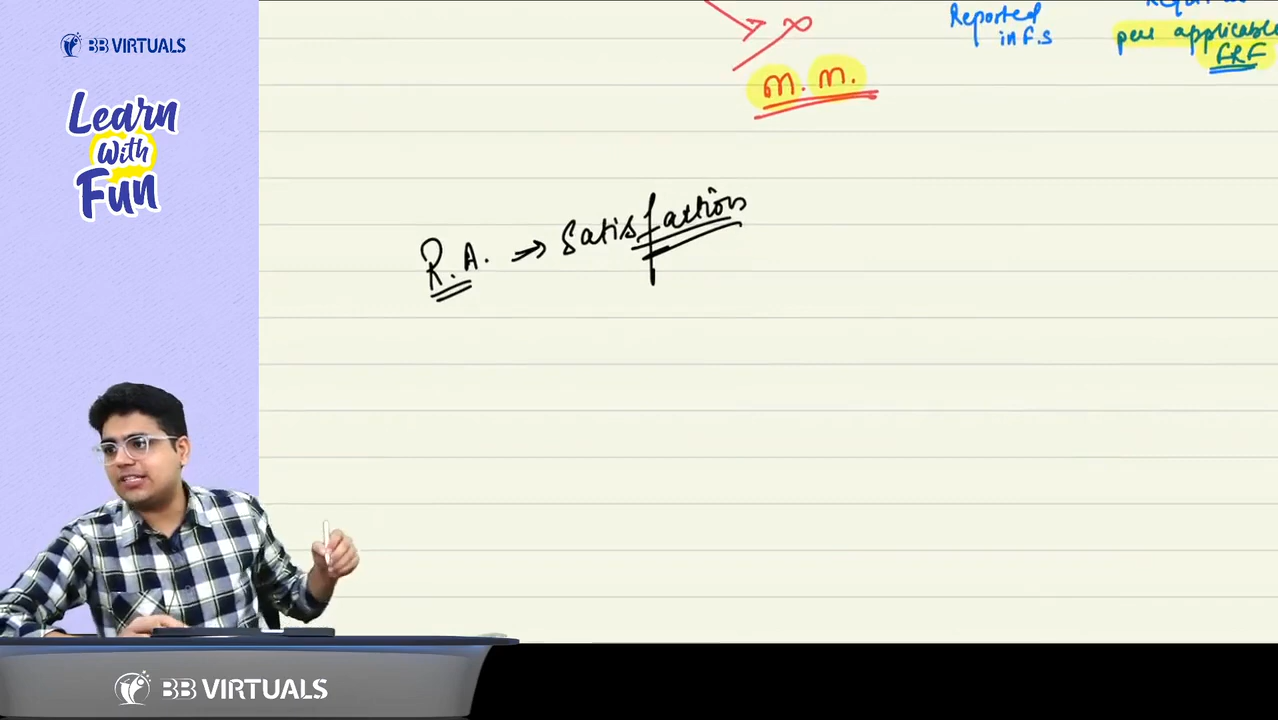 BB VIRTUALS
Learn
With
Fun
Reported
in F.S
per applicable
FRF
M. M.
R.A. → Satisfaction
BB VIRTUALS